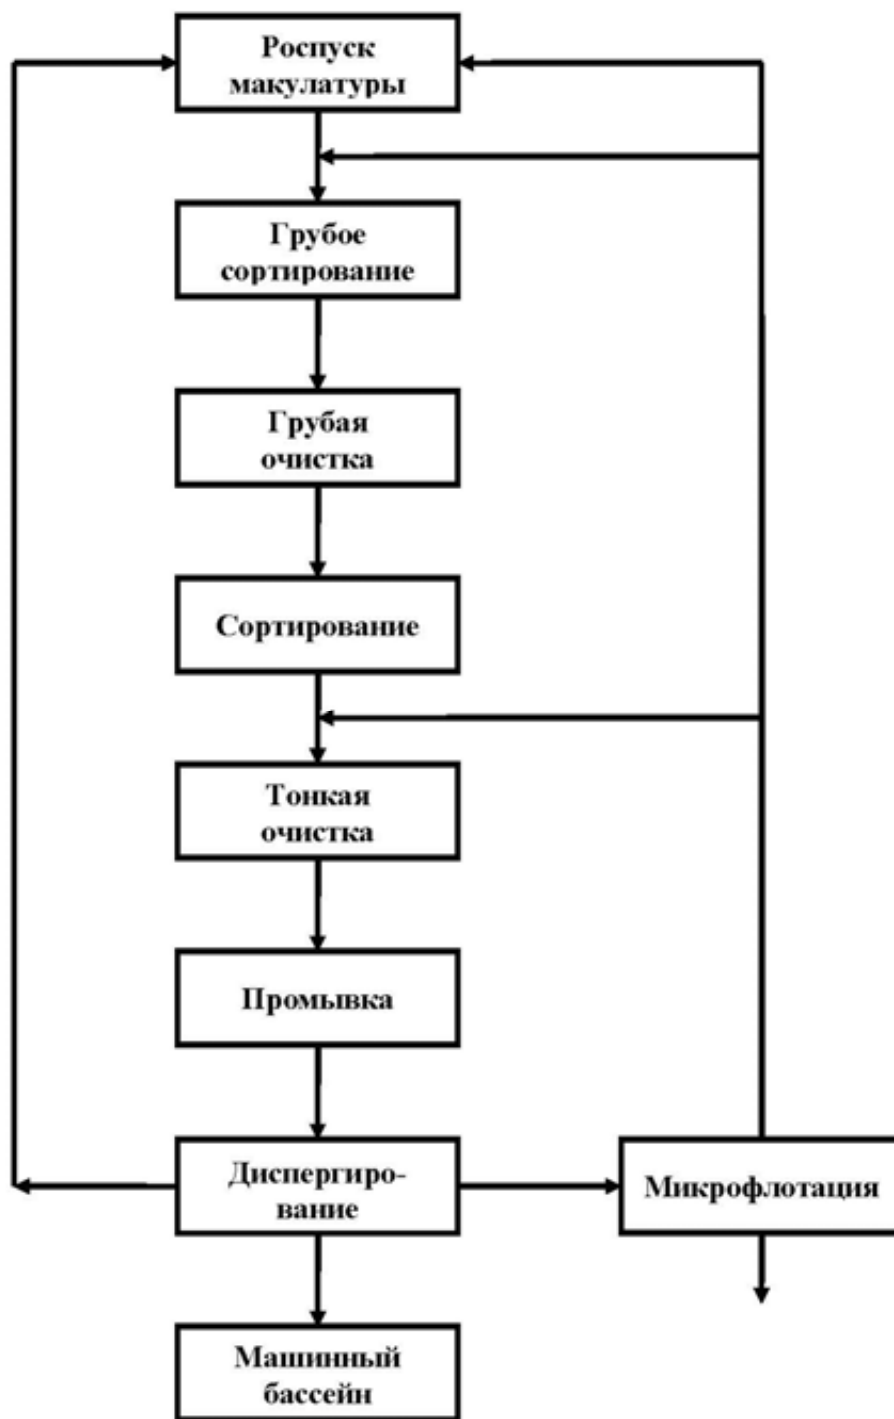 Роспуск
макулатуры
Грубое
сортирование
Грубая
очистка
Сортирование
Тонкая
очистка
Промывка
Диспергиро-
вание
Микрофлотация
Машинный
бассейн